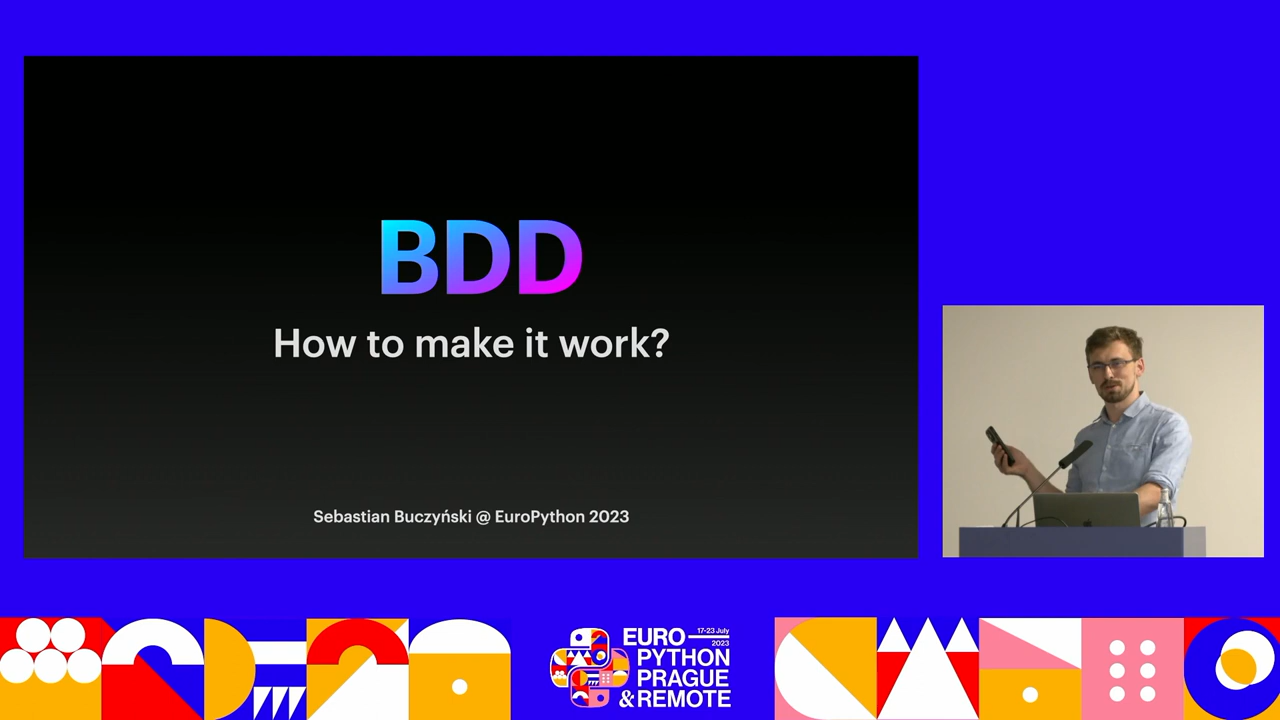 BDD
How to make it work?
Sebastian Buczyński @ EuroPython 2023
EURO
17-23 July
2023
PYTHON
PRAGUE
& REMOTE